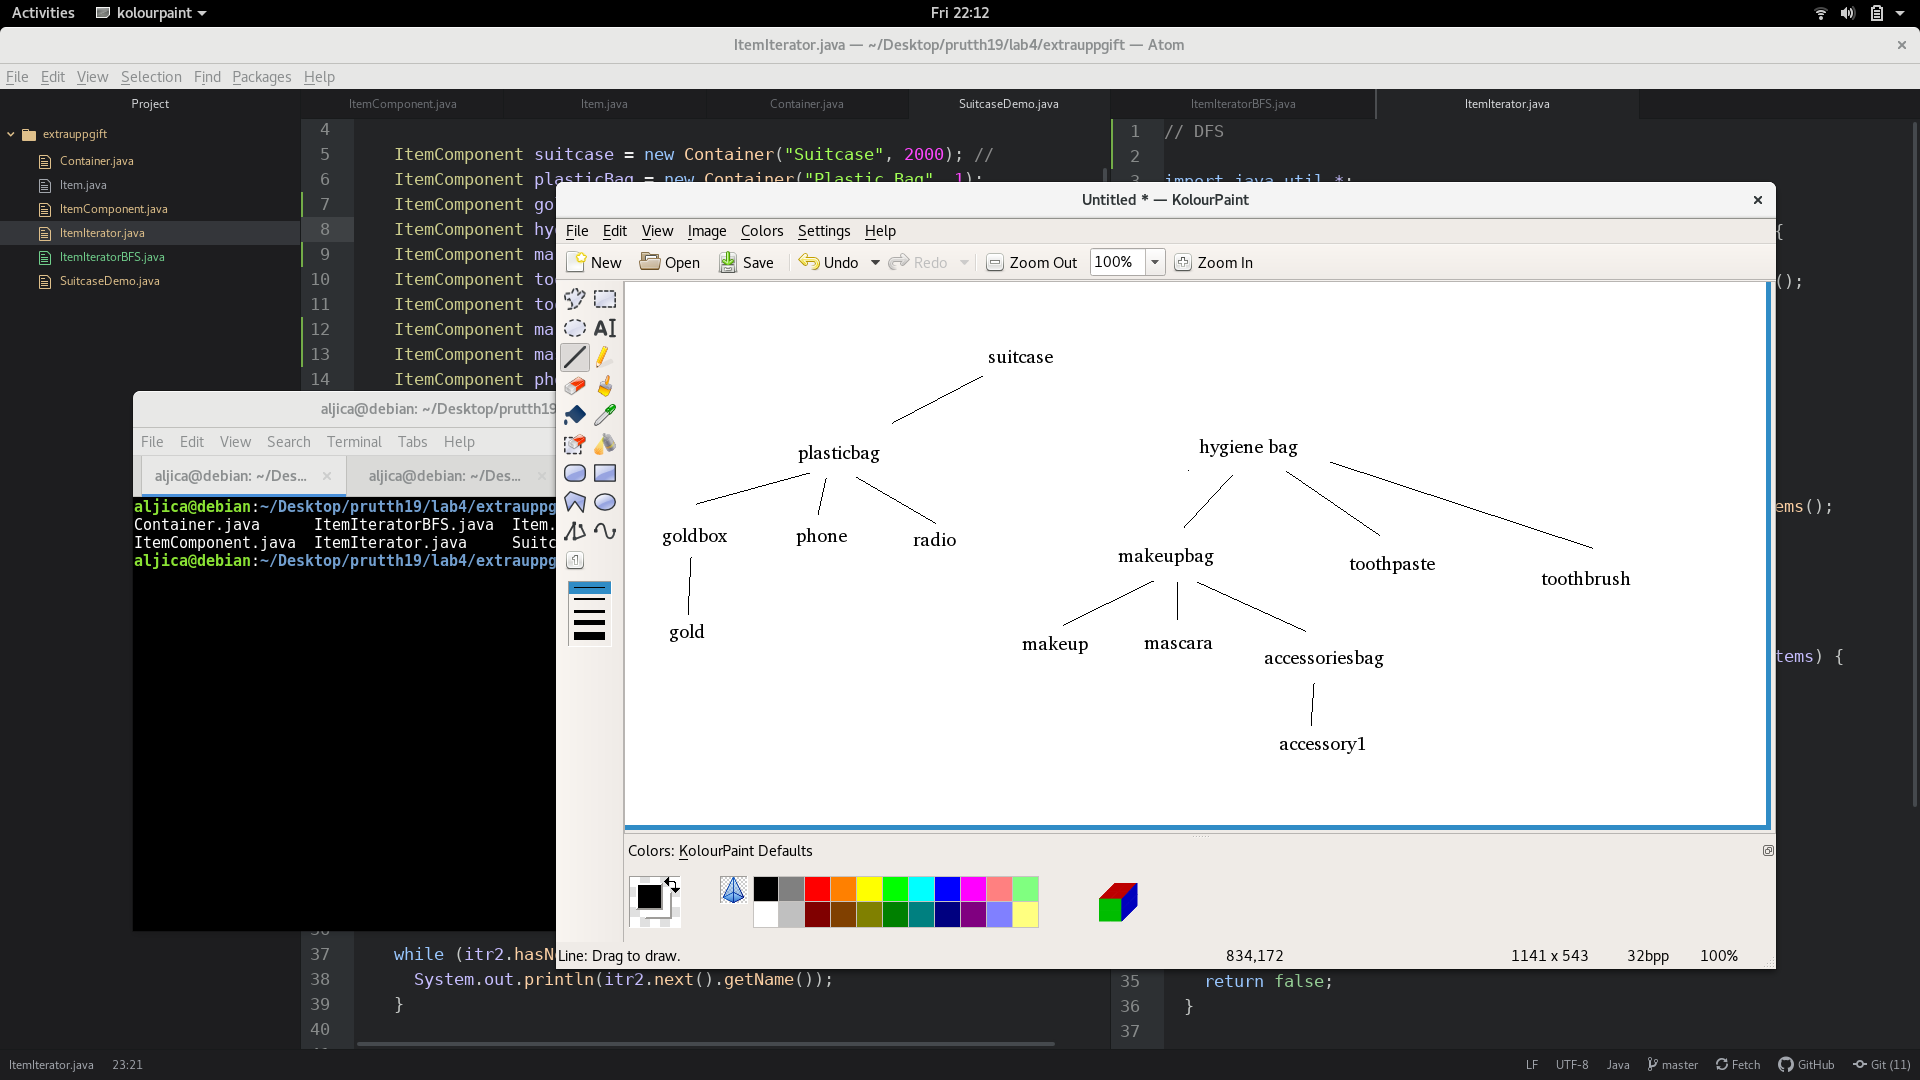 Activities kolourpaint Fri 22:12
ItemIterator.java — ~/Desktop/prutth19/lab4/extrauppgift — Atom
File Edit View Selection Find Packages Help
Project
extrauppgift
Container.java
Item.java
ItemComponent.java
ItemIterator.java
ItemIteratorBFS.java
SuitcaseDemo.java
ItemComponent.java Item.java Container.java SuitcaseDemo.java ItemIteratorBFS.java ItemIterator.java
4
5 ItemComponent suitcase = new Container("Suitcase", 2000); //
6 ItemComponent plasticBag = new Container("Plastic Bag", 1);
7 ItemComponent go
8 ItemComponent hy
9 ItemComponent ma
10 ItemComponent too
11 ItemComponent too
12 ItemComponent ma
13 ItemComponent ma
14 ItemComponent pho
37 while (itr2.hasNe
38 System.out.println(itr2.next().getName());
39 }
40
1 // DFS
2
3 import java.util.*;
{
();
ems();
tems) {
35 return false;
36 }
37
aljica@debian: ~/Desktop/prutth19
File Edit View Search Terminal Tabs Help
aljica@debian: ~/Des... aljica@debian: ~/Des...
aljica@debian:~/Desktop/prutth19/lab4/extrauppg
Container.java ItemIteratorBFS.java Item.
ItemComponent.java ItemIterator.java Suitc
aljica@debian:~/Desktop/prutth19/lab4/extrauppg
Untitled * — KolourPaint
File Edit View Image Colors Settings Help
New Open Save Undo Redo Zoom Out 100% Zoom In
suitcase
plasticbag hygiene bag
goldbox phone radio makeupbag toothpaste toothbrush
gold makeup mascara accessoriesbag
accessory1
Colors: KolourPaint Defaults
Line: Drag to draw. 834,172 1141 x 543 32bpp 100%
ItemIterator.java 23:21 LF UTF-8 Java master Fetch GitHub Git (11)